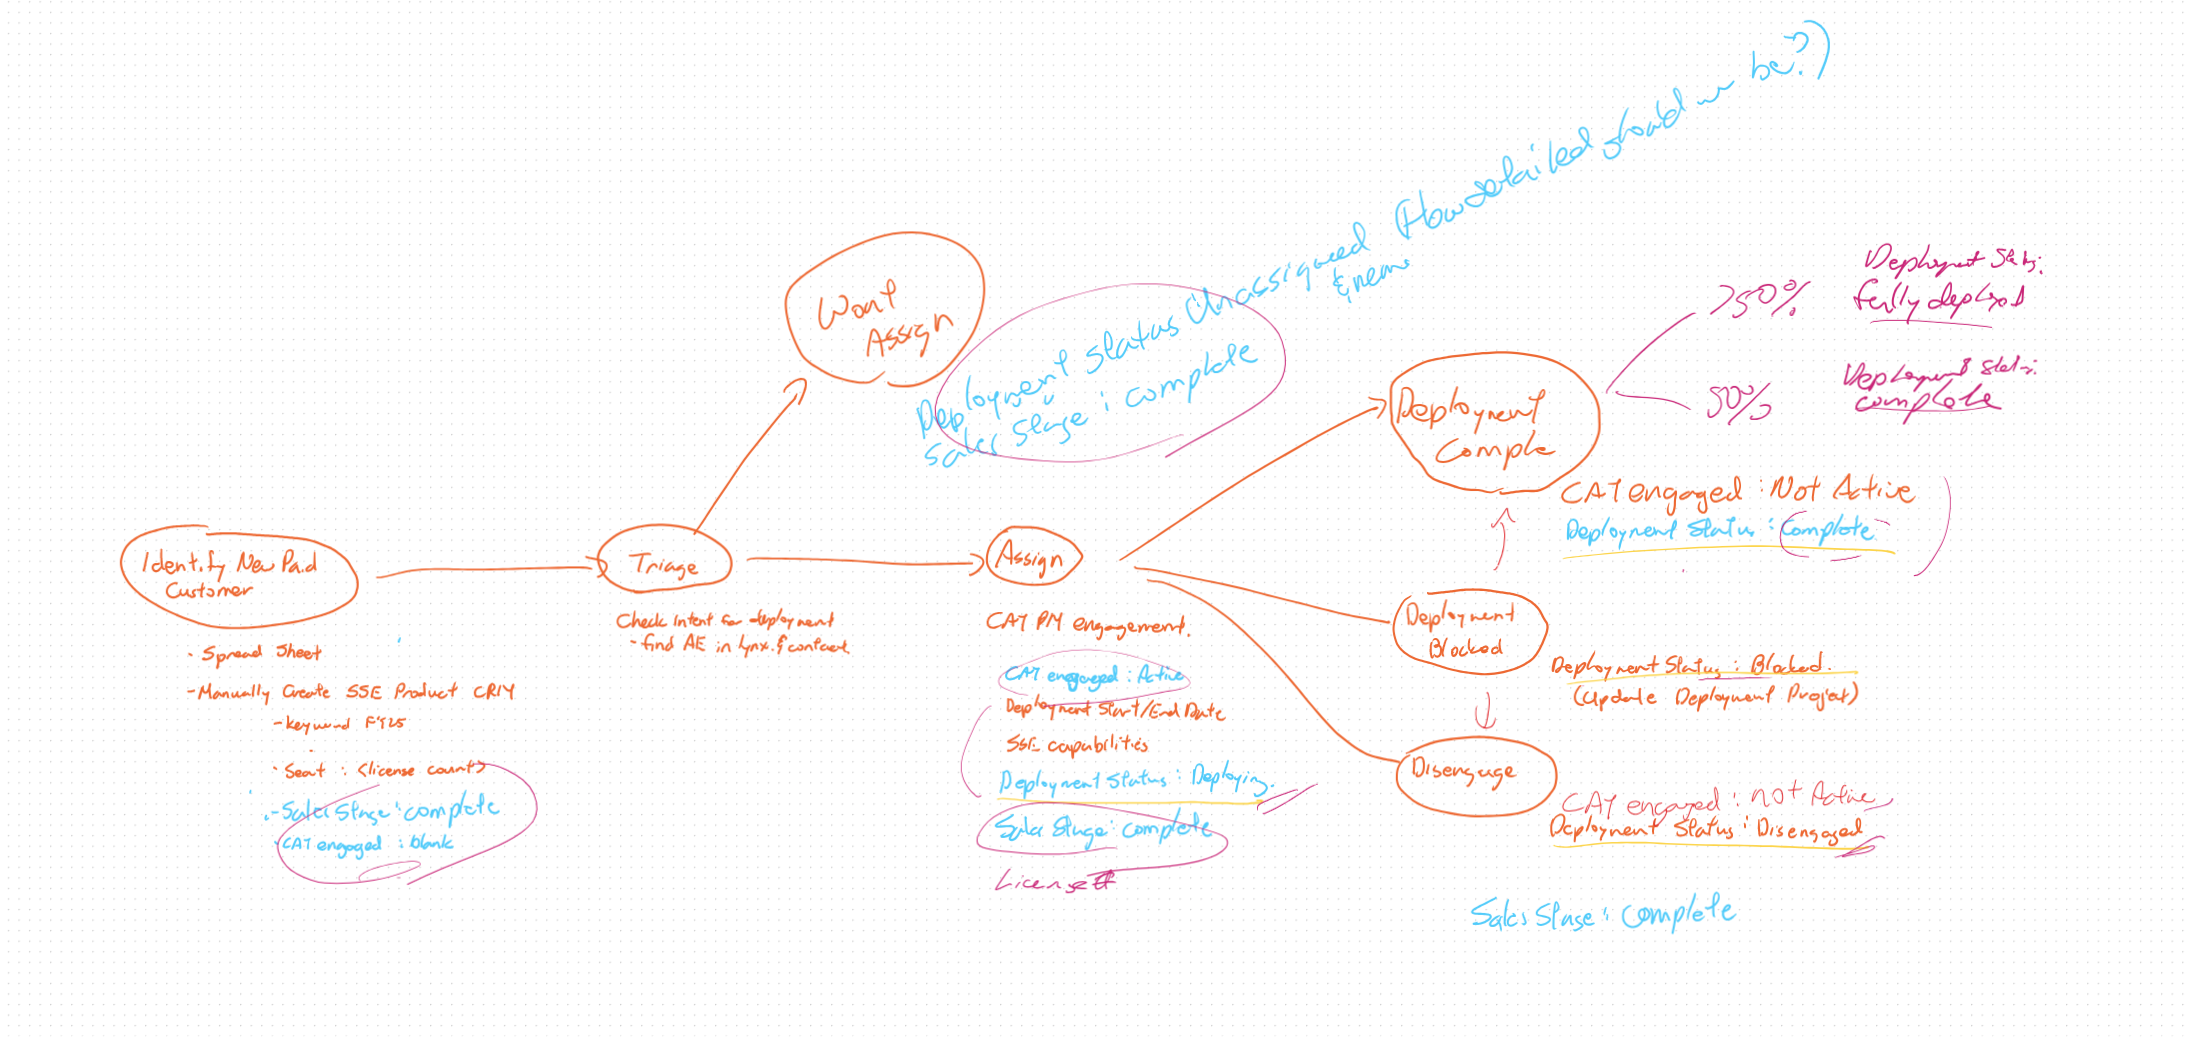 Identify New Paid
Customer
- Spread Sheet
- Manually Create SSE Product CRM
- Keyword FY25
- Seat : <license count>
- Sales Stage : complete
- CAT engaged : blank
Triage
Check intent for deployment
- find AE in Lynx & contact
Wont
Assign
Deployment status Unassigned (How detailed should we be?)
Sales Stage : complete
Assign
CAT PM engagement.
CAT engaged : Active
Deployment Start/End Date
SSE capabilities
Deployment Status : Deploying.
Sales Stage : complete
License #
Deployment
Comple
>50%
Deployment Status:
fully deployed
50%
Deployment Status:
complete
CAT engaged : Not Active
Deployment Status : Complete
Deployment
Blocked
Deployment Status : Blocked.
(Update Deployment Project)
Disengage
CAT engaged : not Active
Deployment Status : Disengaged
Sales Stage : complete